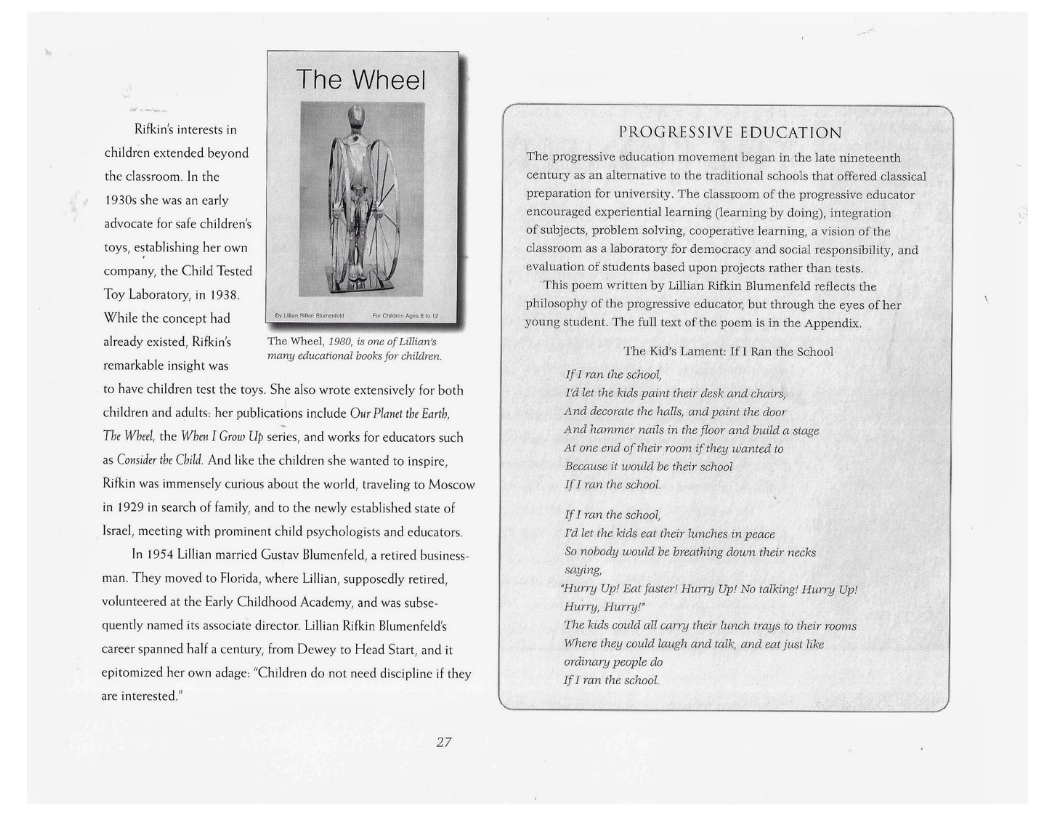 The Wheel
By Lillian Rifkin Blumenfeld
For Children Ages 8 to 12
Rifkin's interests in
children extended beyond
the classroom. In the
1930s she was an early
advocate for safe children's
toys, establishing her own
company, the Child Tested
Toy Laboratory, in 1938.
While the concept had
already existed, Rifkin's
remarkable insight was
The Wheel, 1980, is one of Lillian's
many educational books for children.
to have children test the toys. She also wrote extensively for both
children and adults: her publications include Our Planet the Earth,
The Wheel, the When I Grow Up series, and works for educators such
as Consider the Child. And like the children she wanted to inspire,
Rifkin was immensely curious about the world, traveling to Moscow
in 1929 in search of family, and to the newly established state of
Israel, meeting with prominent child psychologists and educators.
In 1954 Lillian married Gustav Blumenfeld, a retired business-
man. They moved to Florida, where Lillian, supposedly retired,
volunteered at the Early Childhood Academy, and was subse-
quently named its associate director. Lillian Rifkin Blumenfeld's
career spanned half a century, from Dewey to Head Start, and it
epitomized her own adage: "Children do not need discipline if they
are interested."
27
PROGRESSIVE EDUCATION
The progressive education movement began in the late nineteenth
century as an alternative to the traditional schools that offered classical
preparation for university. The classroom of the progressive educator
encouraged experiential learning (learning by doing), integration
of subjects, problem solving, cooperative learning, a vision of the
classroom as a laboratory for democracy and social responsibility, and
evaluation of students based upon projects rather than tests.
This poem written by Lillian Rifkin Blumenfeld reflects the
philosophy of the progressive educator, but through the eyes of her
young student. The full text of the poem is in the Appendix.
The Kid's Lament: If I Ran the School
If I ran the school,
I'd let the kids paint their desk and chairs,
And decorate the halls, and paint the door
And hammer nails in the floor and build a stage
At one end of their room if they wanted to
Because it would be their school
If I ran the school.
If I ran the school,
I'd let the kids eat their lunches in peace
So nobody would be breathing down their necks
saying,
"Hurry Up! Eat faster! Hurry Up! No talking! Hurry Up!
Hurry, Hurry!"
The kids could all carry their lunch trays to their rooms
Where they could laugh and talk, and eat just like
ordinary people do
If I ran the school.